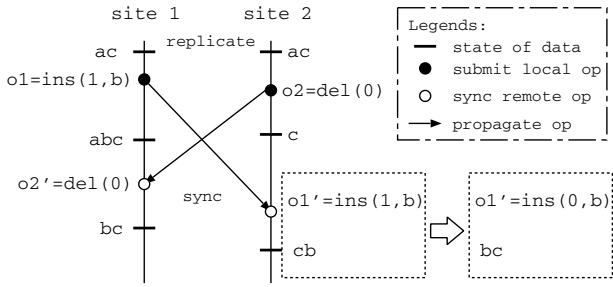 site 1
site 2
ac
replicate
ac
o1=ins(1,b)
o2=del(0)
abc
c
o2'=del(0)
sync
bc
cb
o1'=ins(1,b)
o1'=ins(0,b)
bc
Legends:
state of data
submit local op
sync remote op
propagate op